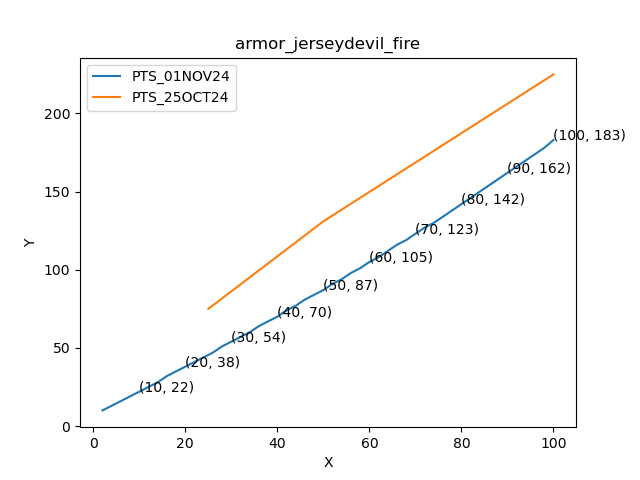 armor_jerseydevil_fire
PTS_01NOV24
PTS_25OCT24
200
150
100
50
0
Y
(100, 183)
(90, 162)
(80, 142)
(70, 123)
(60, 105)
(50, 87)
(40, 70)
(30, 54)
(20, 38)
(10, 22)
0 20 40 60 80 100
X